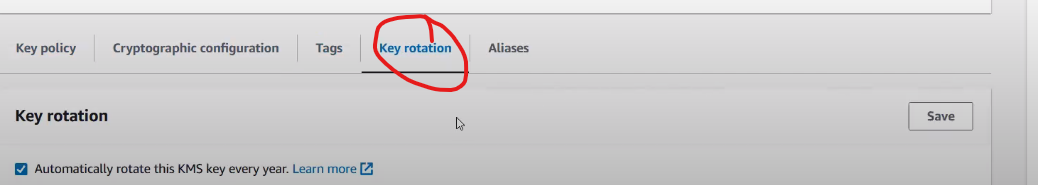 Key policy Cryptographic configuration Tags Key rotation Aliases
Key rotation Save
Automatically rotate this KMS key every year. Learn more